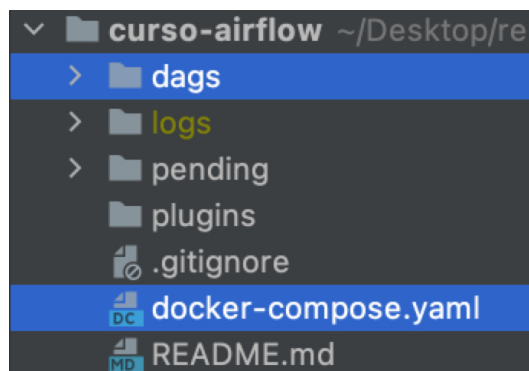 curso-airflow ~/Desktop/re
dags
logs
pending
plugins
.gitignore
DC docker-compose.yaml
MD README.md